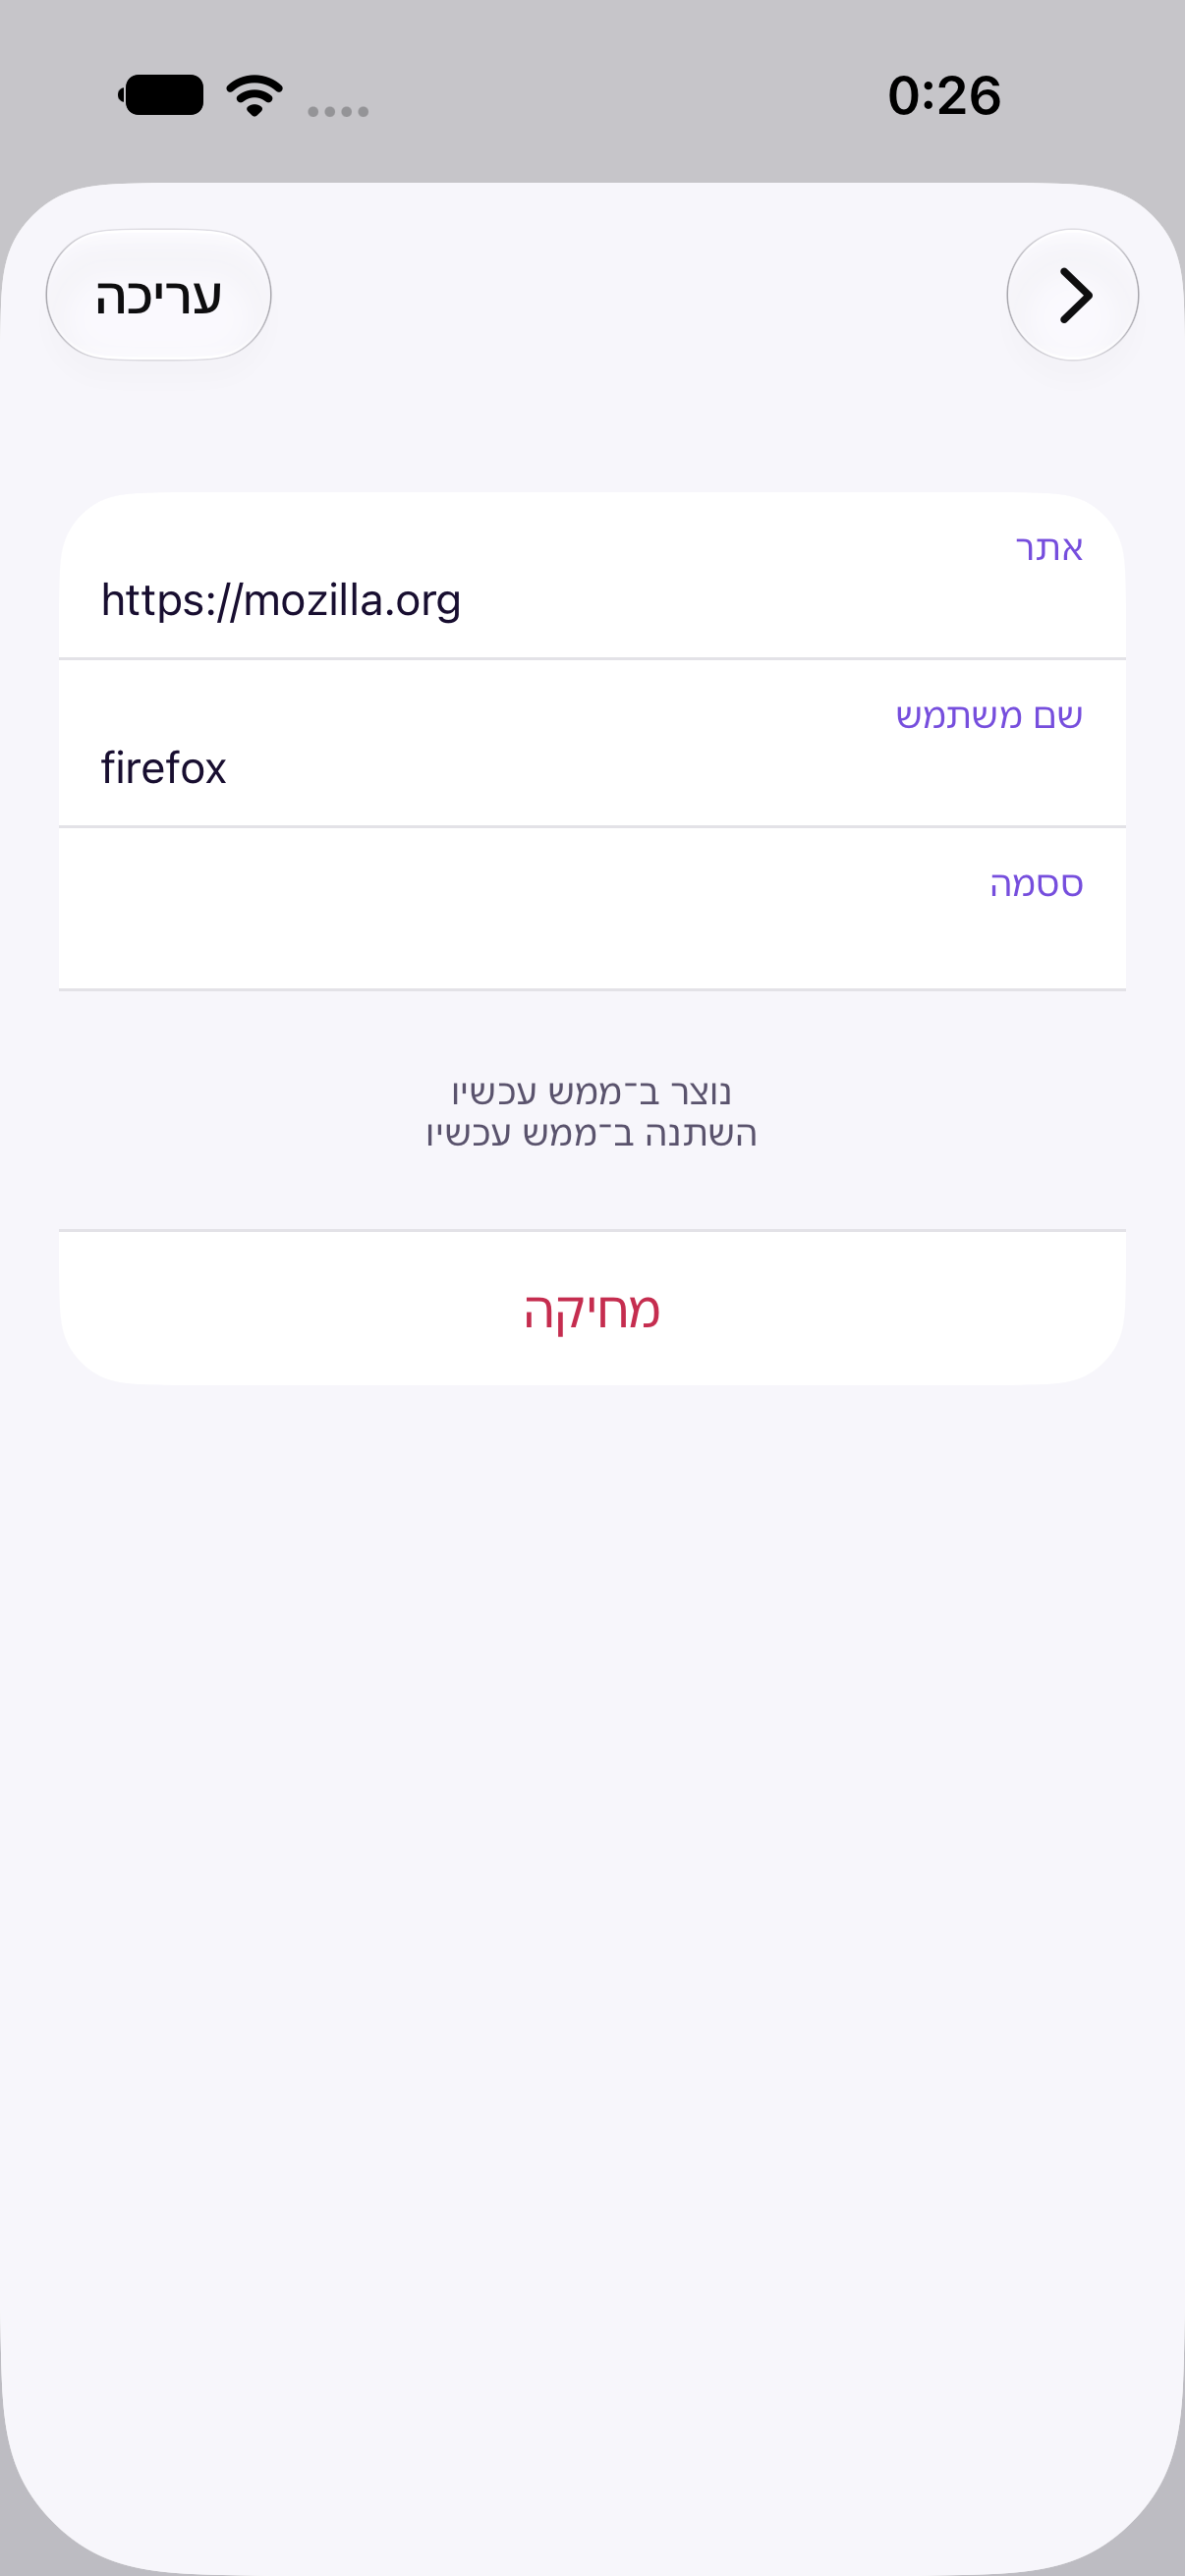 0:26
עריכה
אתר
https://mozilla.org
שם משתמש
firefox
ססמה
נוצר ב־ממש עכשיו
השתנה ב־ממש עכשיו
מחיקה